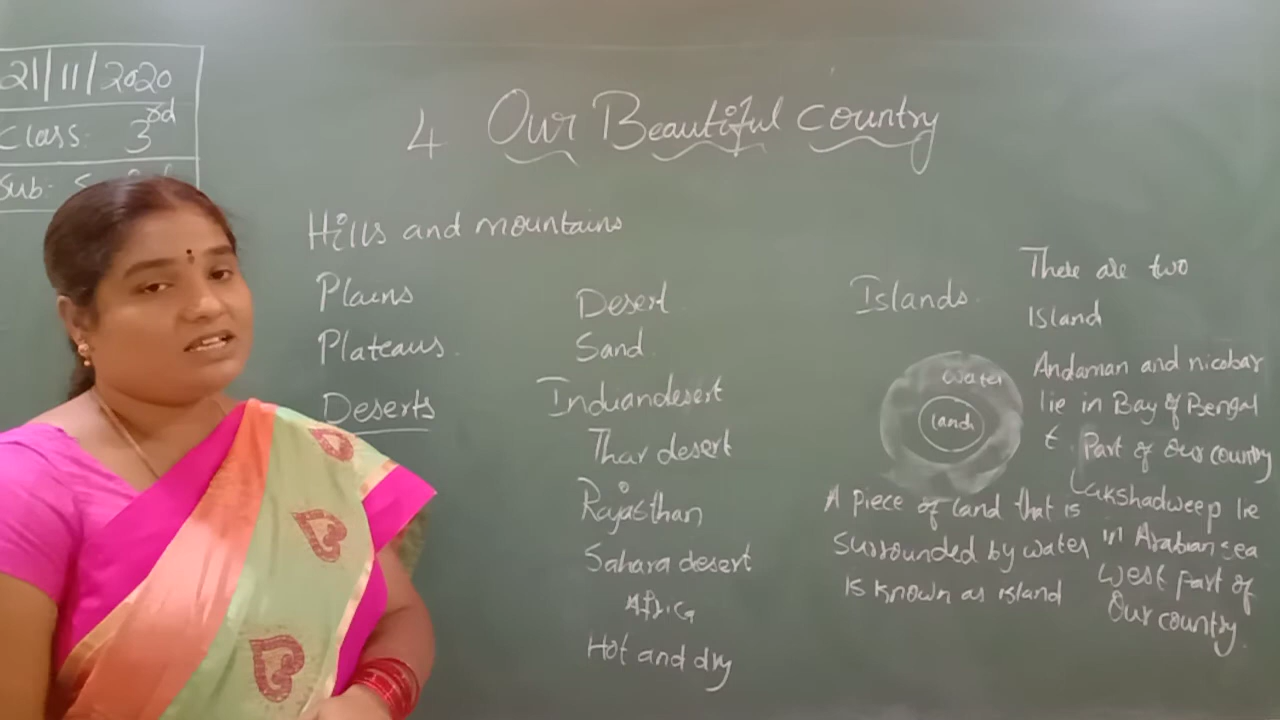 21/11/2020
Class: 3rd
Sub:
4 Our Beautiful Country
Hills and mountains
Plains
Plateaus
Deserts
Desert
Sand
Indiandesert
Thar desert
Rajasthan
Sahara desert
Africa
Hot and dry
Islands
water
land
A piece of land that is
surrounded by water
Is known as island
There are two
Island
Andaman and nicobar
lie in Bay of Bengal
Part of our country
Lakshadweep lie
in Arabian sea
west part of
Our country.